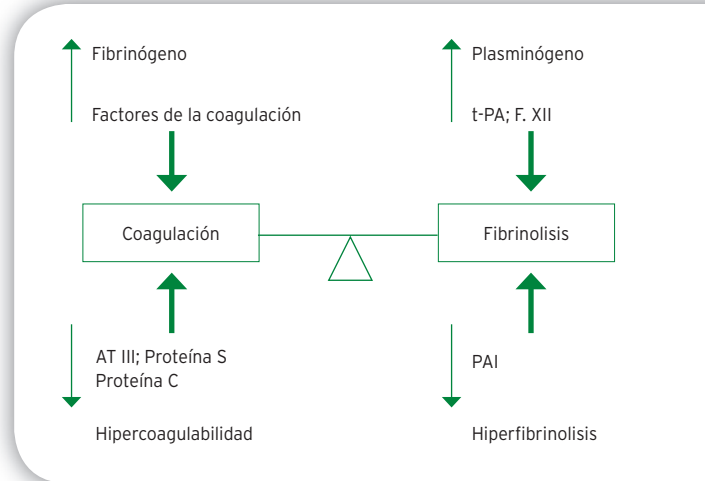 Fibrinógeno
Factores de la coagulación
Plasminógeno
t-PA; F. XII
Coagulación
Fibrinolisis
AT III; Proteína S
Proteína C
Hipercoagulabilidad
PAI
Hiperfibrinolisis